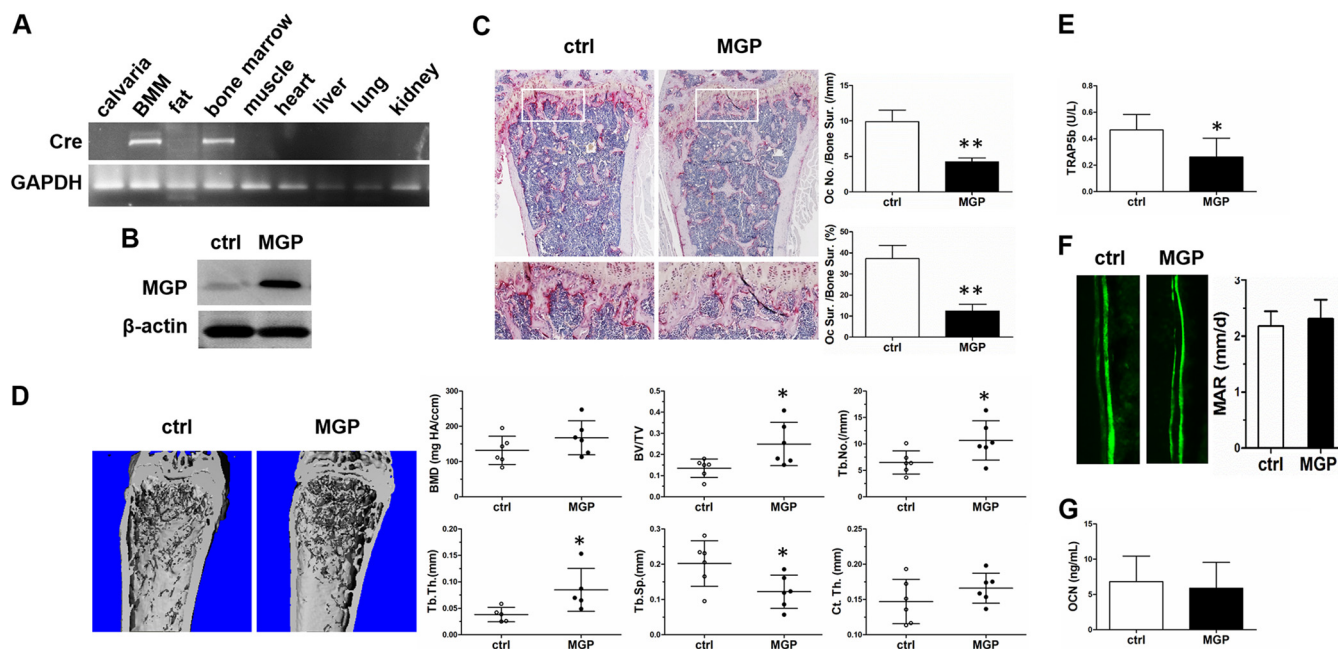 A
calvaria
BMM
fat
bone marrow
muscle
heart
liver
lung
kidney
Cre
GAPDH
B
ctrl MGP
MGP
β-actin
C
ctrl MGP
Oc No. /Bone Sur. (/mm)
15
10
5
0
**
ctrl MGP
Oc Sur. /Bone Sur. (%)
50
40
30
20
10
0
**
ctrl MGP
D
ctrl MGP
BMD (mg HA/ccm)
300
200
100
0
ctrl MGP
BV/TV
0.5
0.4
0.3
0.2
0.1
0.0
*
ctrl MGP
Tb.No.(/mm)
20
15
10
5
0
*
ctrl MGP
Tb.Th.(mm)
0.20
0.15
0.10
0.05
0.00
*
ctrl MGP
Tb.Sp.(mm)
0.3
0.2
0.1
0.0
*
ctrl MGP
Ct. Th. (mm)
0.25
0.20
0.15
0.10
ctrl MGP
E
TRAP5b (U/L)
0.8
0.6
0.4
0.2
0.0
*
ctrl MGP
F
ctrl MGP
MAR (mm/d)
3
2
1
0
ctrl MGP
G
OCN (ng/mL)
15
10
5
0
ctrl MGP